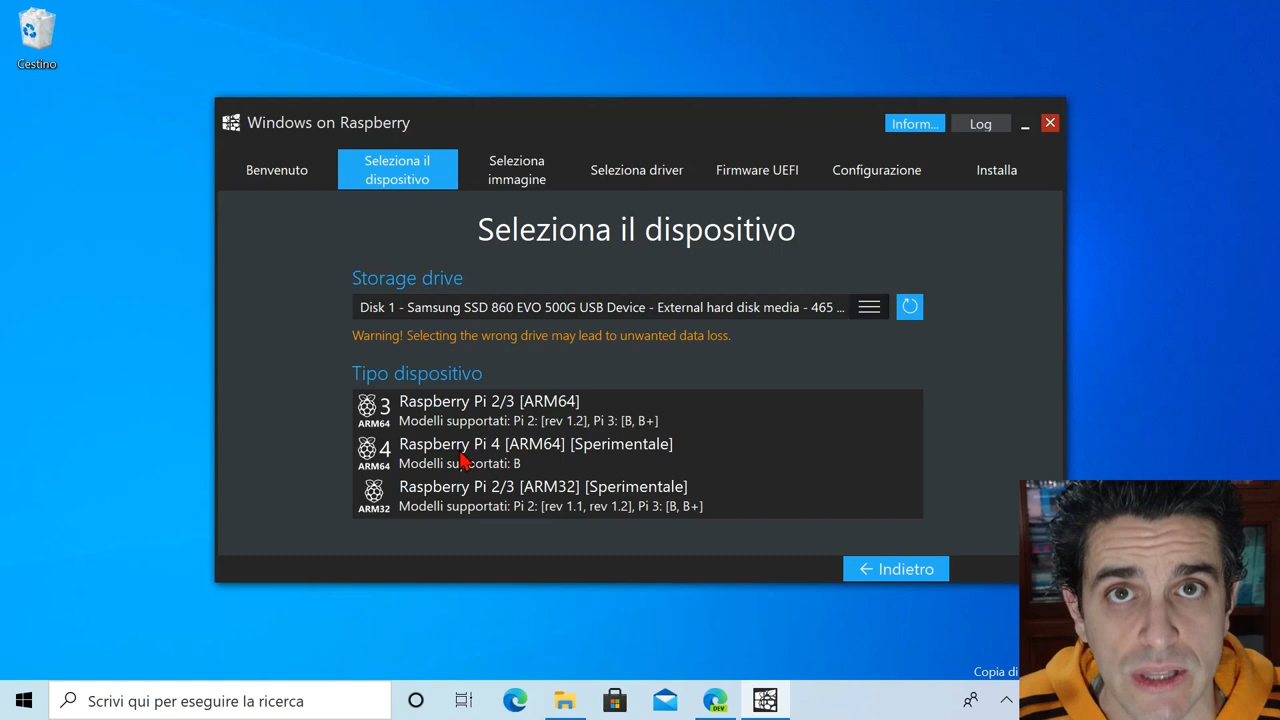 Cestino
Windows on Raspberry
Inform...
Log
Benvenuto
Seleziona il
dispositivo
Seleziona
immagine
Seleziona driver
Firmware UEFI
Configurazione
Installa
Seleziona il dispositivo
Storage drive
Disk 1 - Samsung SSD 860 EVO 500G USB Device - External hard disk media - 465 ...
Warning! Selecting the wrong drive may lead to unwanted data loss.
Tipo dispositivo
3
ARM64
Raspberry Pi 2/3 [ARM64]
Modelli supportati: Pi 2: [rev 1.2], Pi 3: [B, B+]
4
ARM64
Raspberry Pi 4 [ARM64] [Sperimentale]
Modelli supportati: B
ARM32
Raspberry Pi 2/3 [ARM32] [Sperimentale]
Modelli supportati: Pi 2: [rev 1.1, rev 1.2], Pi 3: [B, B+]
← Indietro
Copia di
Scrivi qui per eseguire la ricerca
DEV